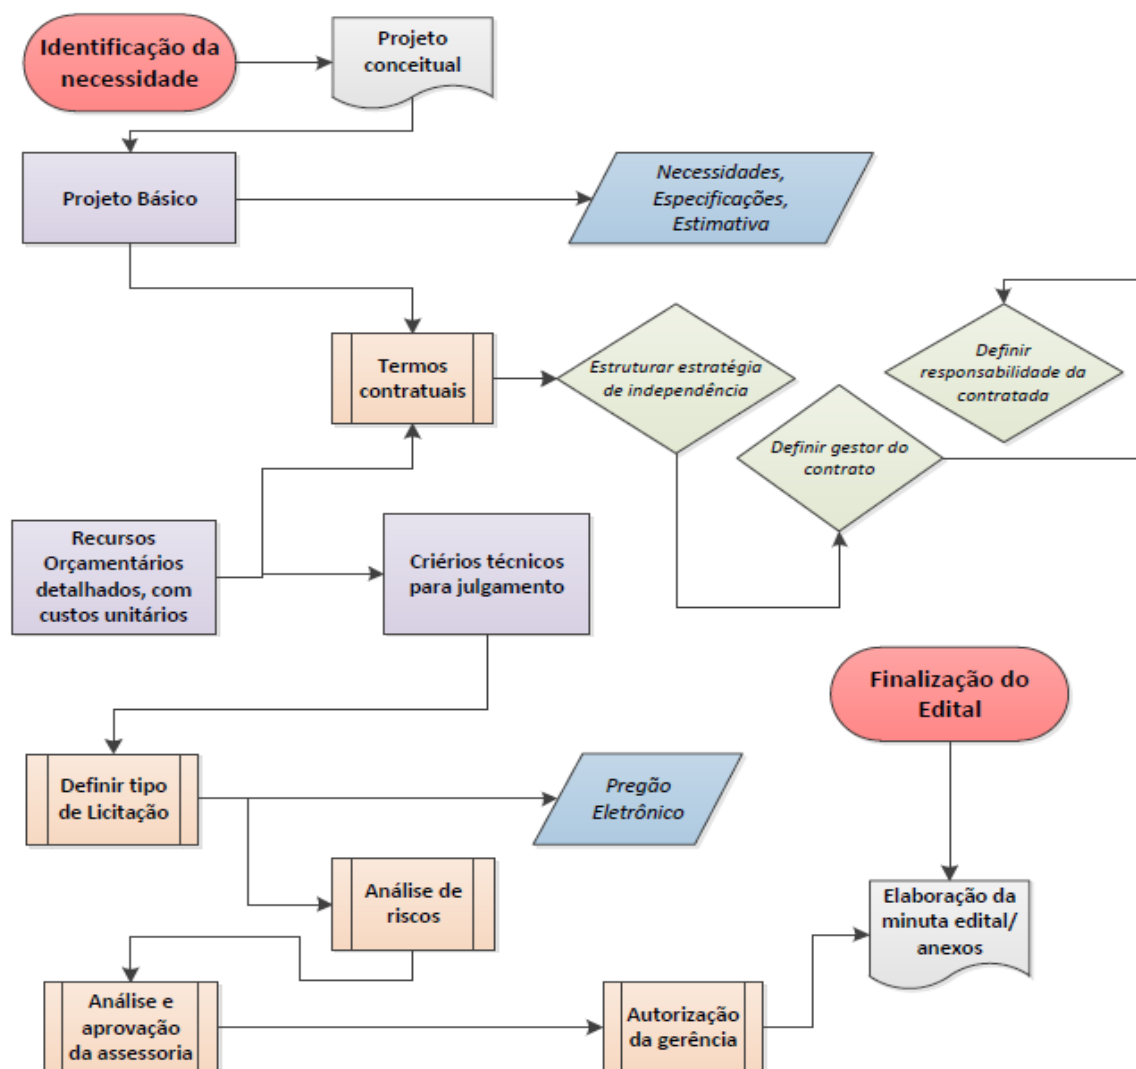 Identificação da
necessidade
Projeto
conceitual
Projeto Básico
Necessidades,
Especificações,
Estimativa
Termos
contratuais
Estruturar estratégia
de independência
Definir gestor do
contrato
Definir
responsabilidade da
contratada
Recursos
Orçamentários
detalhados, com
custos unitários
Criérios técnicos
para julgamento
Finalização do
Edital
Definir tipo
de Licitação
Pregão
Eletrônico
Análise de
riscos
Elaboração da
minuta edital/
anexos
Análise e
aprovação
da assessoria
Autorização
da gerência